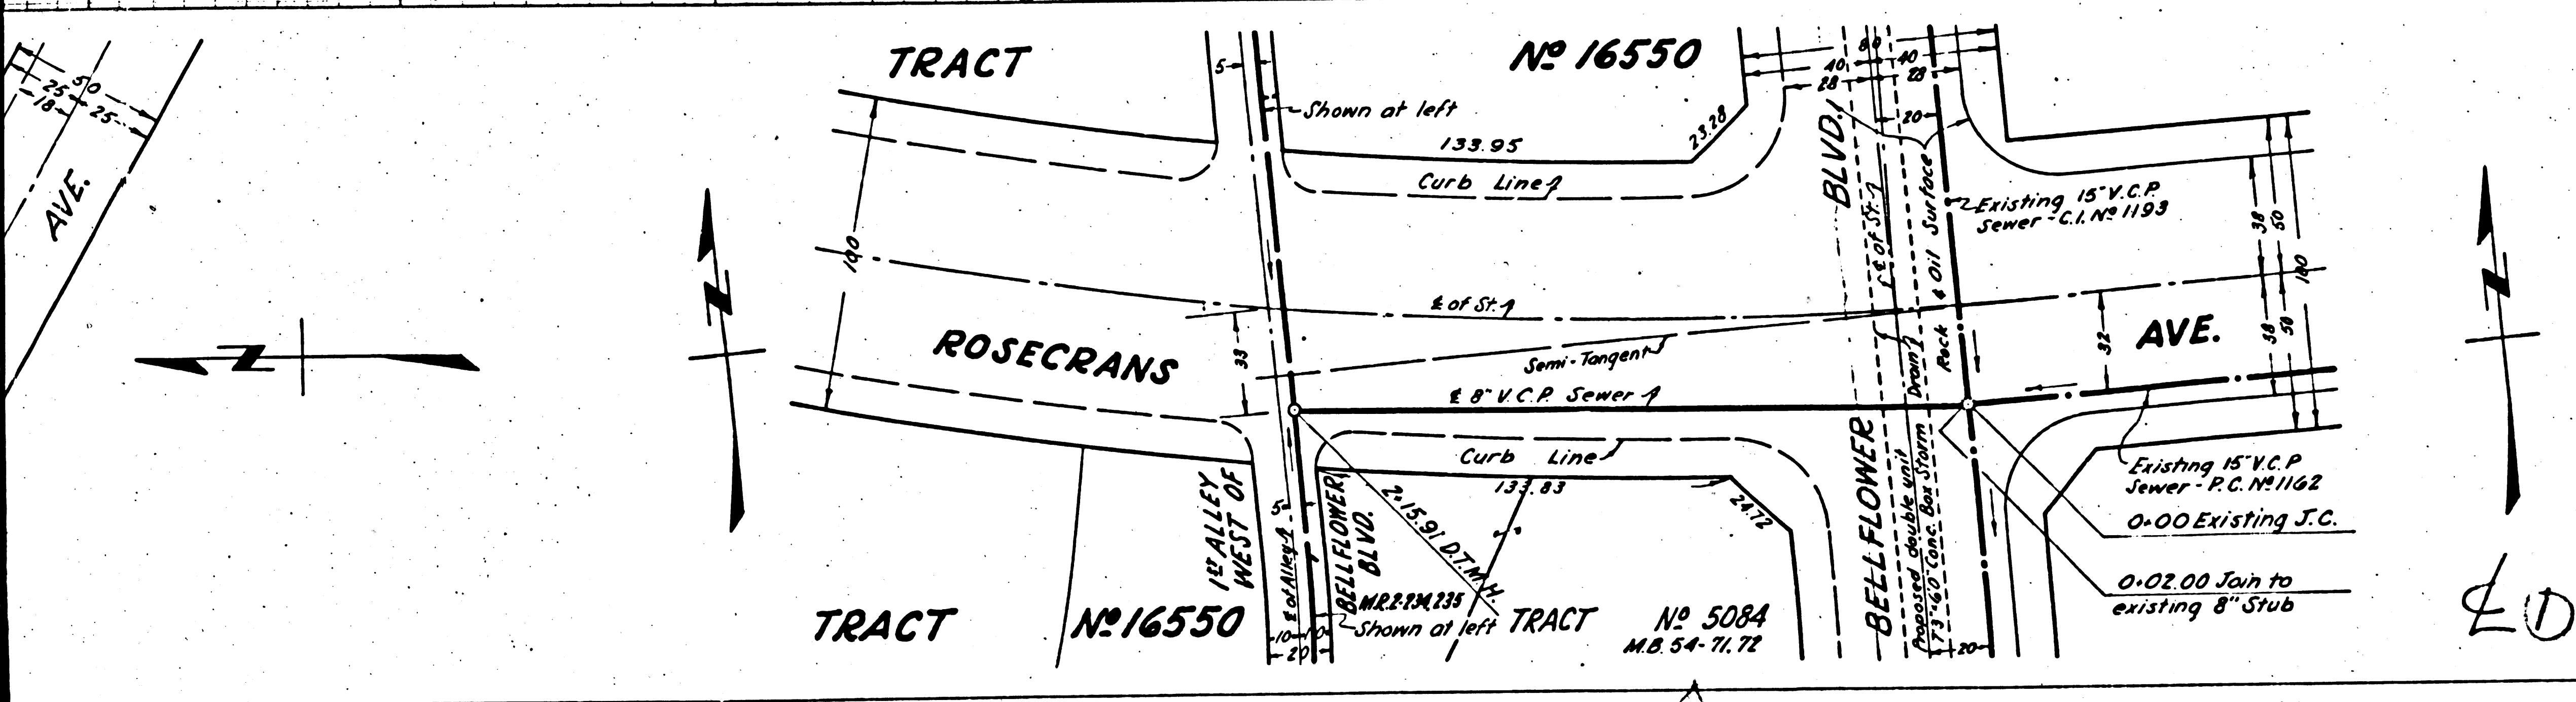 50
25
25
18
AVE.
N
N
TRACT
Nº 16550
5
Shown at left
133.95
23.28
Curb Line
80
40
40
28
28
20
BLVD.
℄ of St.
Rock & Oil Surface
Existing 15" V.C.P.
Sewer - C.I. Nº 1193
38
50
100
38
50
N
100
℄ of St.
ROSECRANS
33
Semi-Tangent
℄ 8" V.C.P. Sewer
32
AVE.
Curb Line
133.83
24.72
1ST ALLEY
WEST OF
BELLFLOWER
BLVD.
5
℄ of Alley
2+15.91 D.T.M.H.
M.R. 2-234,235
Shown at left
10
10
20
TRACT
Nº 16550
TRACT
Nº 5084
M.B. 54-71,72
BELLFLOWER
Proposed double unit
7'3" x 6'0" Conc. Box Storm Drain
20
Existing 15" V.C.P
Sewer - P.C. Nº 1162
0+00 Existing J.C.
0+02.00 Join to
existing 8" Stub
℄ 1